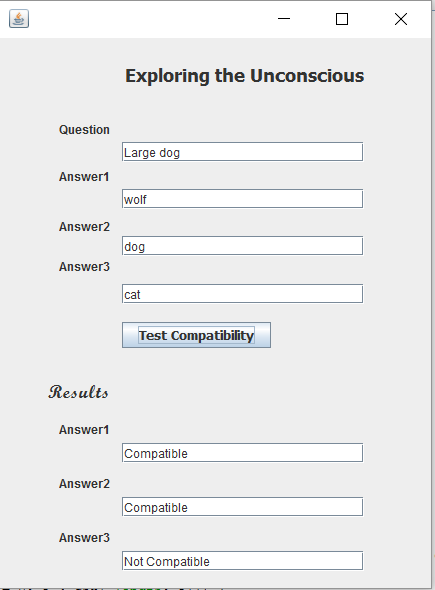 Exploring the Unconscious
Question
Large dog
Answer1
wolf
Answer2
dog
Answer3
cat
Test Compatibility
Results
Answer1
Compatible
Answer2
Compatible
Answer3
Not Compatible